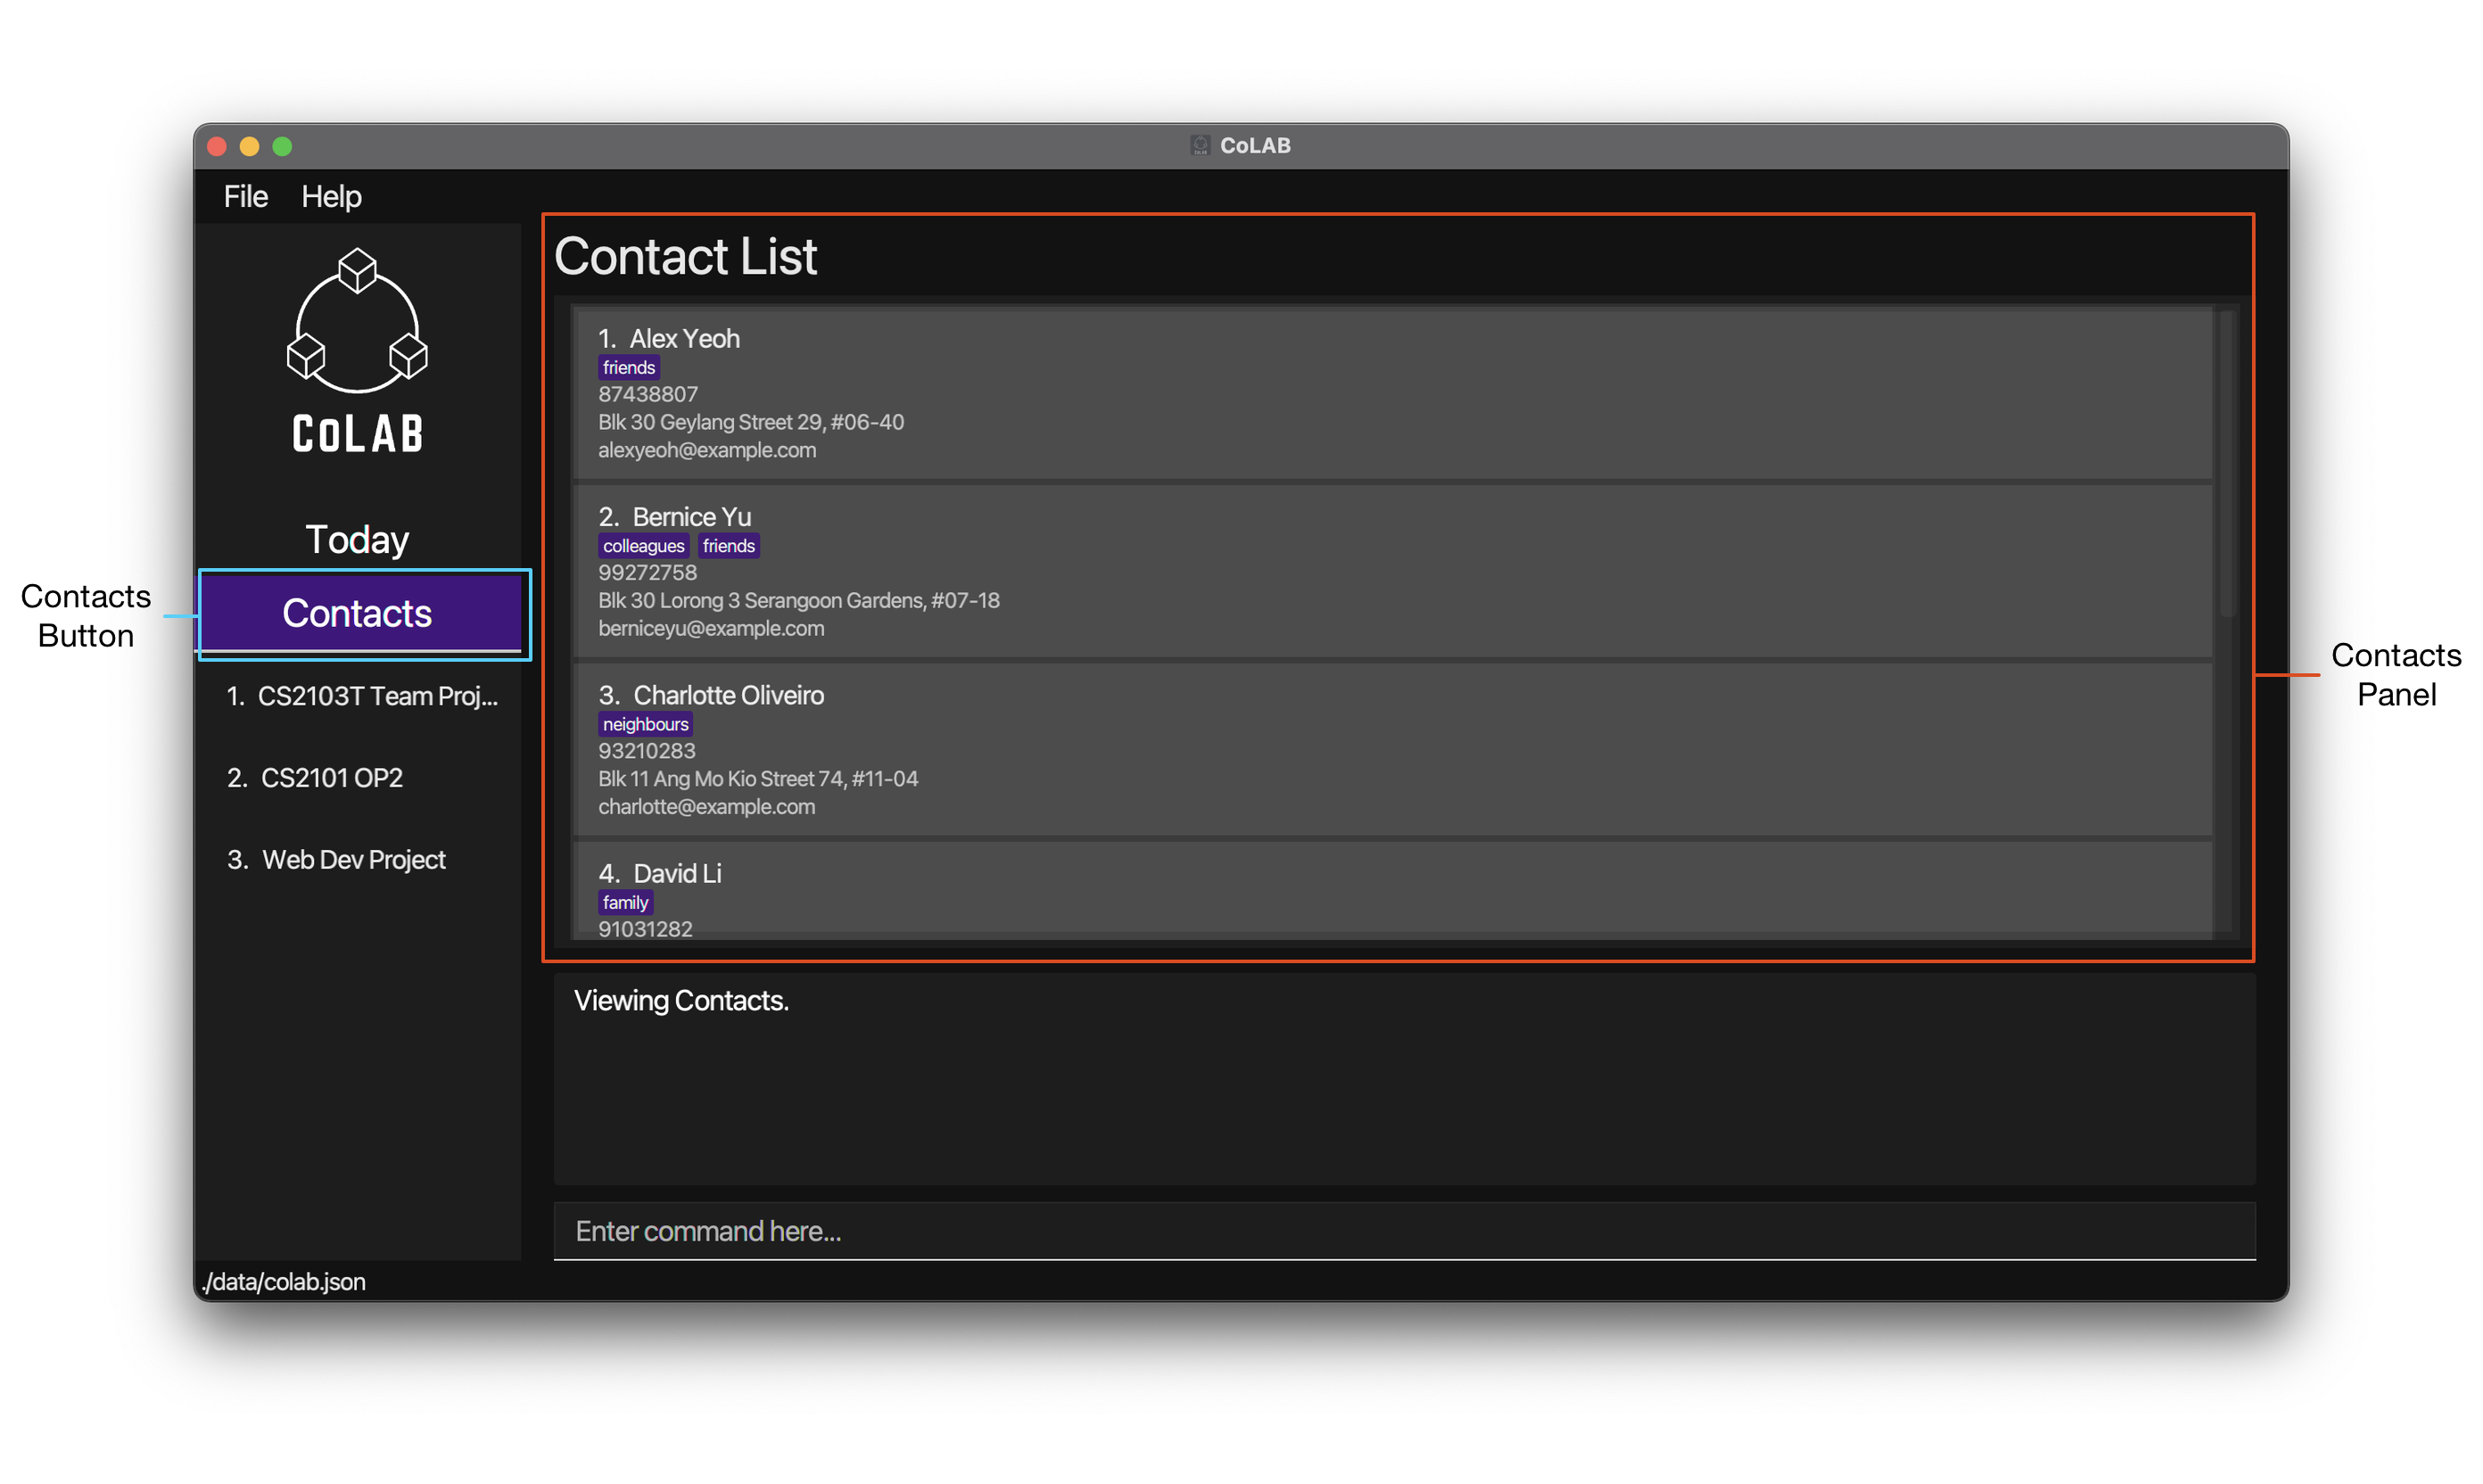 CoLAB
File Help
CoLAB
Today
Contacts
Button
Contacts
1. CS2103T Team Proj...
2. CS2101 OP2
3. Web Dev Project
Contact List
1. Alex Yeoh
friends
87438807
Blk 30 Geylang Street 29, #06-40
alexyeoh@example.com
2. Bernice Yu
colleagues friends
99272758
Blk 30 Lorong 3 Serangoon Gardens, #07-18
berniceyu@example.com
3. Charlotte Oliveiro
neighbours
93210283
Blk 11 Ang Mo Kio Street 74, #11-04
charlotte@example.com
4. David Li
family
91031282
Contacts
Panel
Viewing Contacts.
Enter command here...
./data/colab.json